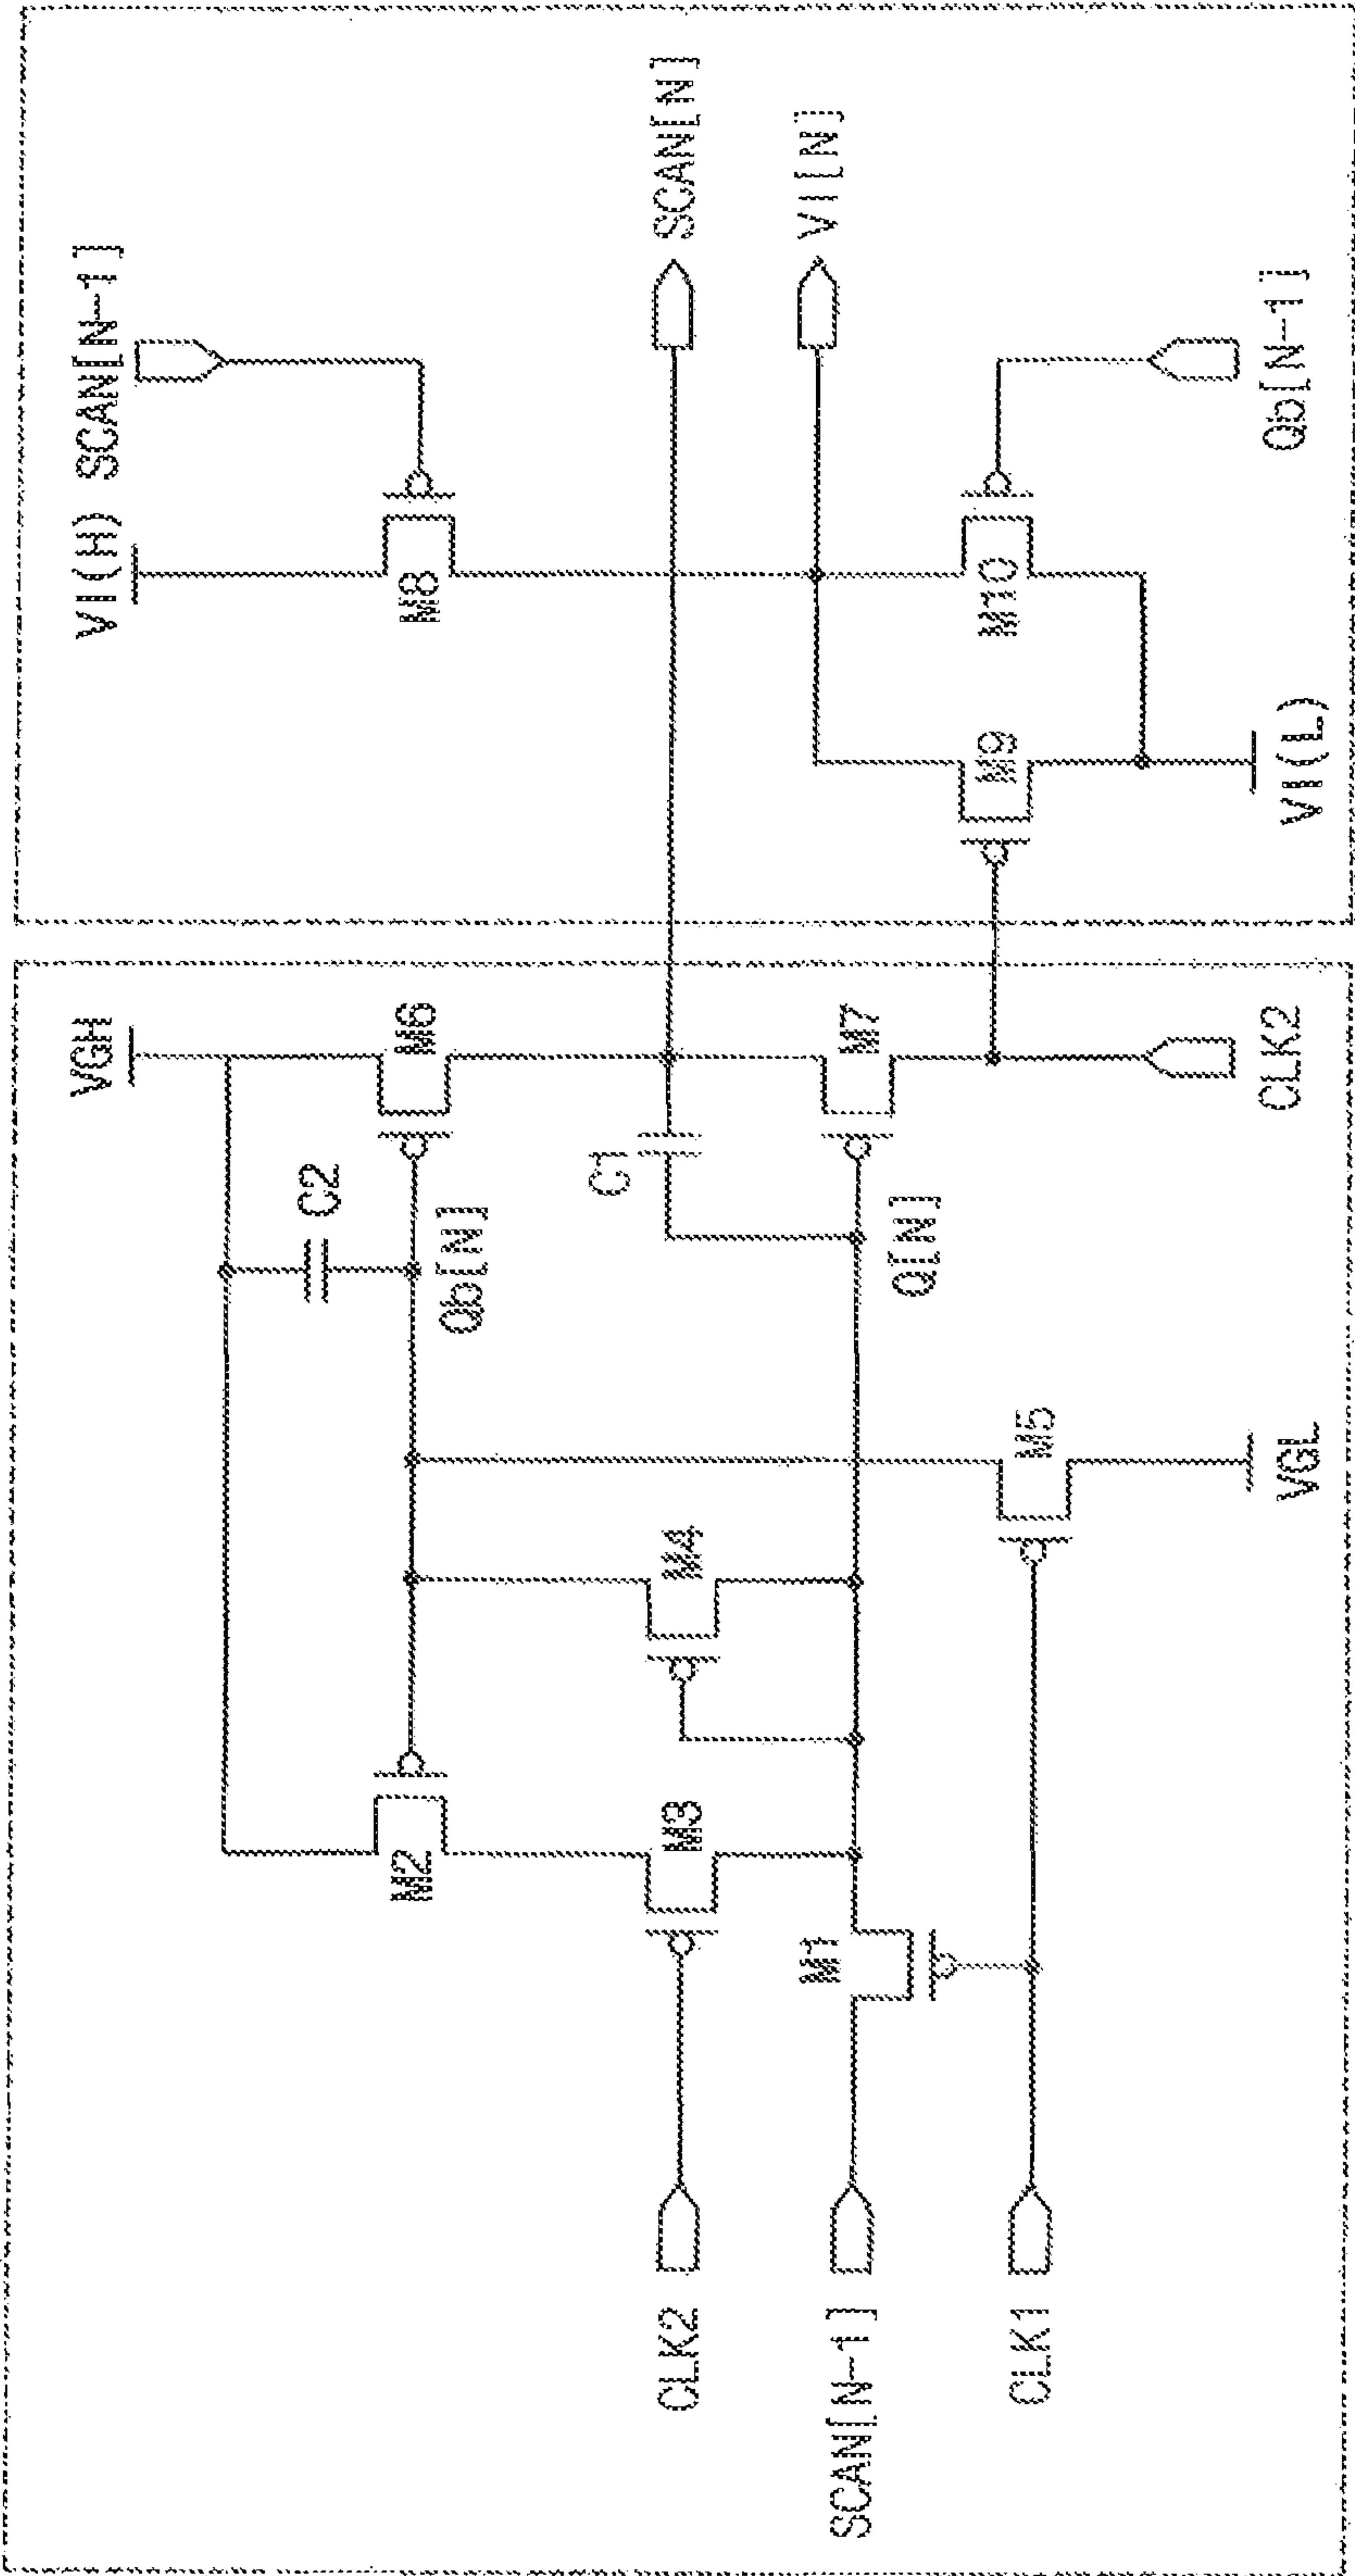 VGH
VI(H)
SCAN[N-1]
C2
M6
M8
M2
Qb[N]
SCAN[N]
CLK2
M3
M4
C1
VI[N]
SCAN[N-1]
M1
Q[N]
M7
M9
M10
CLK1
M5
VGL
CLK2
VI(L)
Qb[N-1]